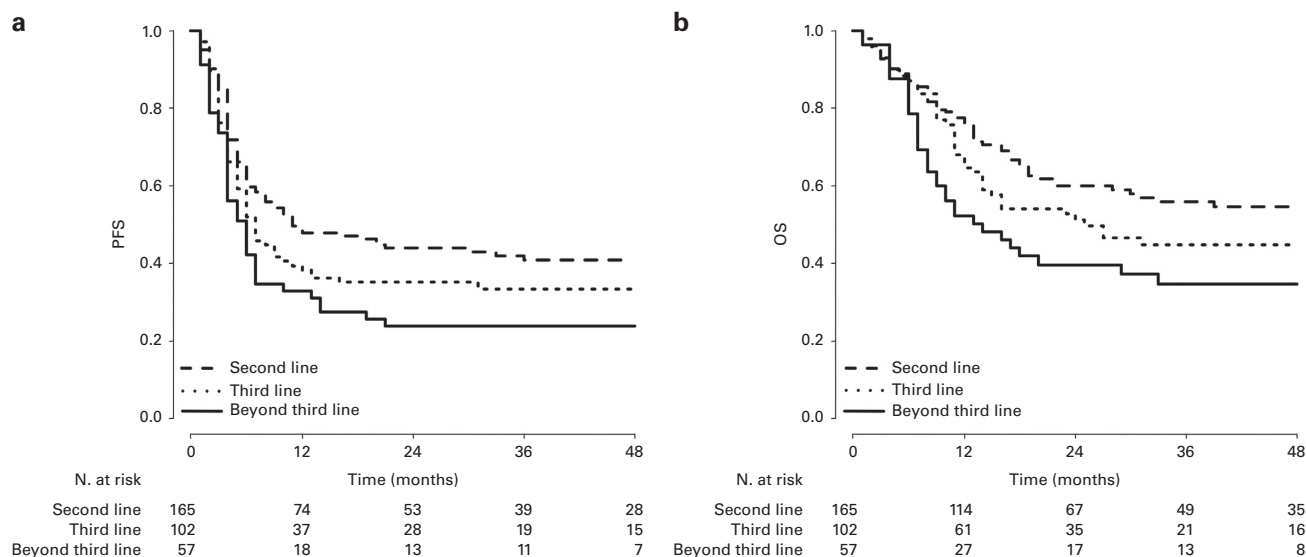 a
1.0
0.8
0.6
0.4
0.2
0.0
PFS
Second line
Third line
Beyond third line
0 12 24 36 48
N. at risk Time (months)
Second line 165 74 53 39 28
Third line 102 37 28 19 15
Beyond third line 57 18 13 11 7
b
1.0
0.8
0.6
0.4
0.2
0.0
OS
Second line
Third line
Beyond third line
0 12 24 36 48
N. at risk Time (months)
Second line 165 114 67 49 35
Third line 102 61 35 21 16
Beyond third line 57 27 17 13 8